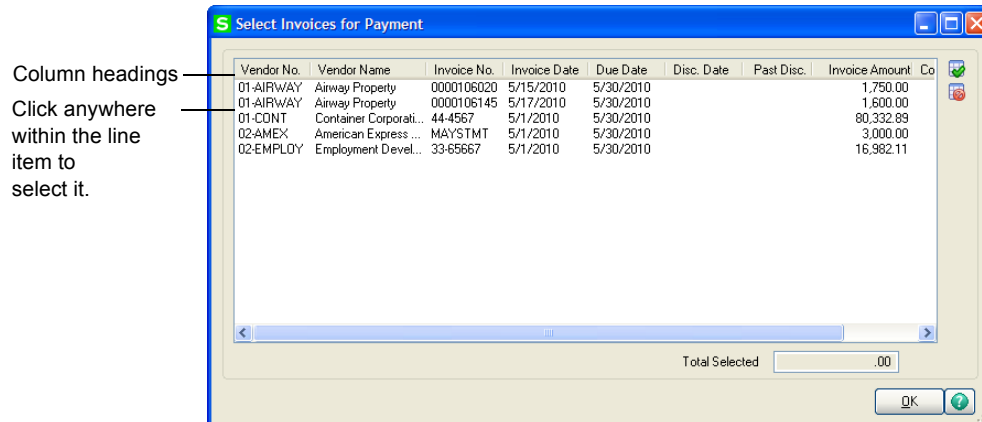 S Select Invoices for Payment
Column headings
Click anywhere
within the line
item to
select it.
Vendor No. Vendor Name Invoice No. Invoice Date Due Date Disc. Date Past Disc. Invoice Amount Co
01-AIRWAY Airway Property 0000106020 5/15/2010 5/30/2010 1,750.00
01-AIRWAY Airway Property 0000106145 5/17/2010 5/30/2010 1,600.00
01-CONT Container Corporati... 44-4567 5/1/2010 5/30/2010 80,332.89
02-AMEX American Express ... MAYSTMT 5/1/2010 5/30/2010 3,000.00
02-EMPLOY Employment Devel... 33-65667 5/1/2010 5/30/2010 16,982.11
Total Selected .00
OK ?